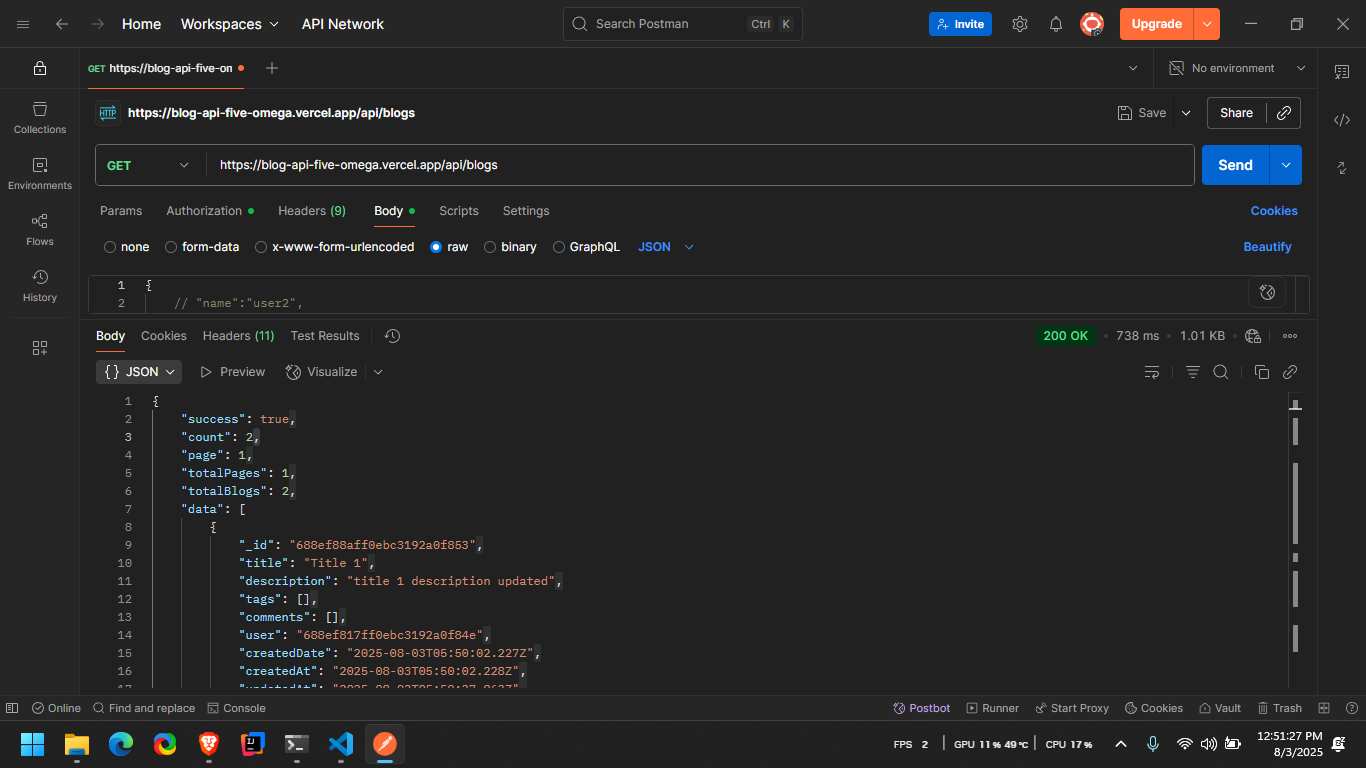 Home Workspaces API Network Search Postman Ctrl K Invite Upgrade
GET https://blog-api-five-on No environment
HTTP https://blog-api-five-omega.vercel.app/api/blogs Save Share
Collections
Environments
Flows
History
GET https://blog-api-five-omega.vercel.app/api/blogs Send
Params Authorization Headers (9) Body Scripts Settings Cookies
none form-data x-www-form-urlencoded raw binary GraphQL JSON Beautify
1 {
2 // "name":"user2",
Body Cookies Headers (11) Test Results 200 OK 738 ms 1.01 KB
{} JSON Preview Visualize
1 {
2 "success": true,
3 "count": 2,
4 "page": 1,
5 "totalPages": 1,
6 "totalBlogs": 2,
7 "data": [
8 {
9 "_id": "688ef88aff0ebc3192a0f853",
10 "title": "Title 1",
11 "description": "title 1 description updated",
12 "tags": [],
13 "comments": [],
14 "user": "688ef817ff0ebc3192a0f84e",
15 "createdDate": "2025-08-03T05:50:02.227Z",
16 "createdAt": "2025-08-03T05:50:02.228Z",
17 "updatedAt":
Online Find and replace Console Postbot Runner Start Proxy Cookies Vault Trash
FPS 2 GPU 11 % 49 °C CPU 17 % 12:51:27 PM
8/3/2025